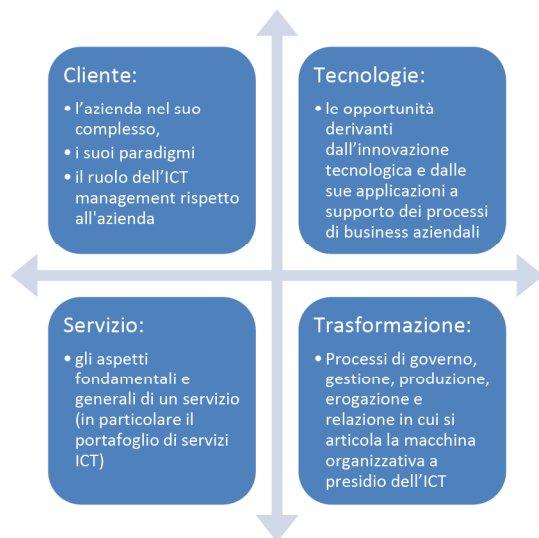 Cliente:
• l'azienda nel suo
complesso,
• i suoi paradigmi
• il ruolo dell'ICT
management rispetto
all'azienda
Tecnologie:
• le opportunità
derivanti
dall'innovazione
tecnologica e dalle
sue applicazioni a
supporto dei processi
di business aziendali
Servizio:
• gli aspetti
fondamentali e
generali di un servizio
(in particolare il
portafoglio di servizi
ICT)
Trasformazione:
• Processi di governo,
gestione, produzione,
erogazione e
relazione in cui si
articola la macchina
organizzativa a
presidio dell'ICT